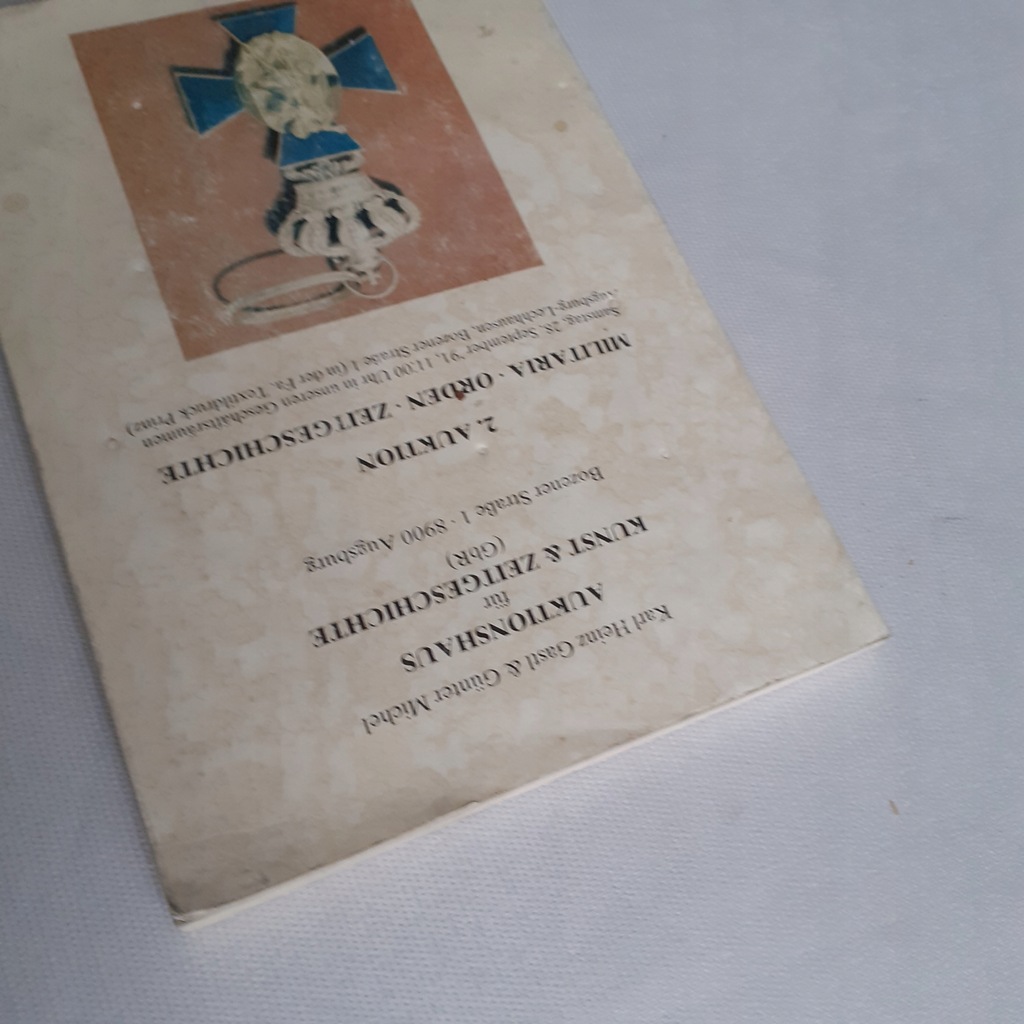 Karl Heinz Gastl & Günter Michel
AUKTIONSHAUS
für
KUNST & ZEITGESCHICHTE
(GbR)
Bozener Straße 1 · 8900 Augsburg
2. AUKTION
MILITARIA · ORDEN · ZEITGESCHICHTE
Samstag, 28. September '91, 11.00 Uhr in unseren Geschäftsräumen
Augsburg-Lechhausen, Bozener Straße 1 (in der Fa. Textildruck Prinz)